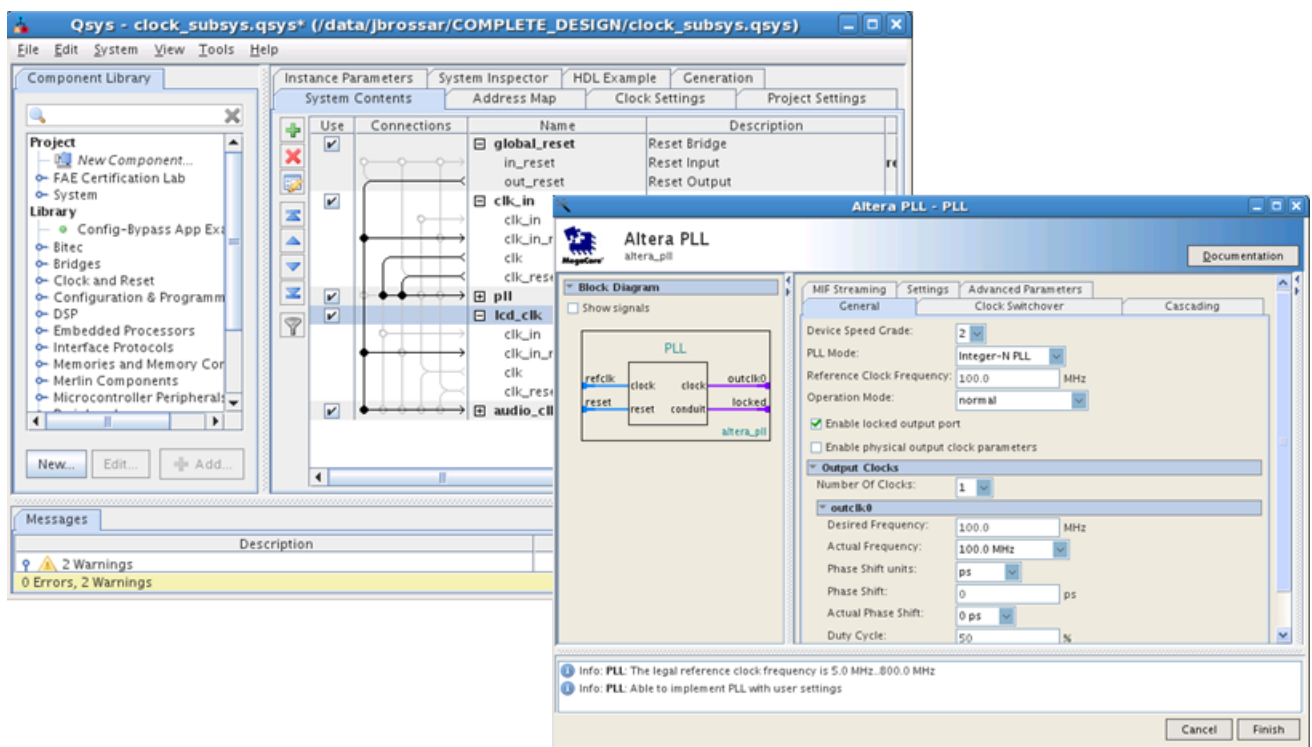 Qsys - clock_subsys.qsys* (/data/jbrossar/COMPLETE_DESIGN/clock_subsys.qsys)
File Edit System View Tools Help
Component Library
Project
New Component...
FAE Certification Lab
System
Library
Config-Bypass App Exa
Bitec
Bridges
Clock and Reset
Configuration & Programm
DSP
Embedded Processors
Interface Protocols
Memories and Memory Cor
Merlin Components
Microcontroller Peripherals
New... Edit... Add...
Instance Parameters System Inspector HDL Example Generation
System Contents Address Map Clock Settings Project Settings
Use Connections Name Description
global_reset Reset Bridge
in_reset Reset Input re
out_reset Reset Output
clk_in
clk_in
clk_in_r
clk
clk_rese
pll
lcd_clk
clk_in
clk_in_r
clk
clk_rese
audio_cll
Messages
Description
2 Warnings
0 Errors, 2 Warnings
Altera PLL - PLL
MegaCore
Altera PLL
altera_pll
Documentation
Block Diagram
Show signals
PLL
refclk clock clock outclk0
reset reset conduit locked
altera_pll
MIF Streaming Settings Advanced Parameters
General Clock Switchover Cascading
Device Speed Grade: 2
PLL Mode: Integer-N PLL
Reference Clock Frequency: 100.0 MHz
Operation Mode: normal
Enable locked output port
Enable physical output clock parameters
Output Clocks
Number Of Clocks: 1
outclk0
Desired Frequency: 100.0 MHz
Actual Frequency: 100.0 MHz
Phase Shift units: ps
Phase Shift: 0 ps
Actual Phase Shift: 0 ps
Duty Cycle: 50 %
Info: PLL: The legal reference clock frequency is 5.0 MHz..800.0 MHz
Info: PLL: Able to implement PLL with user settings
Cancel Finish